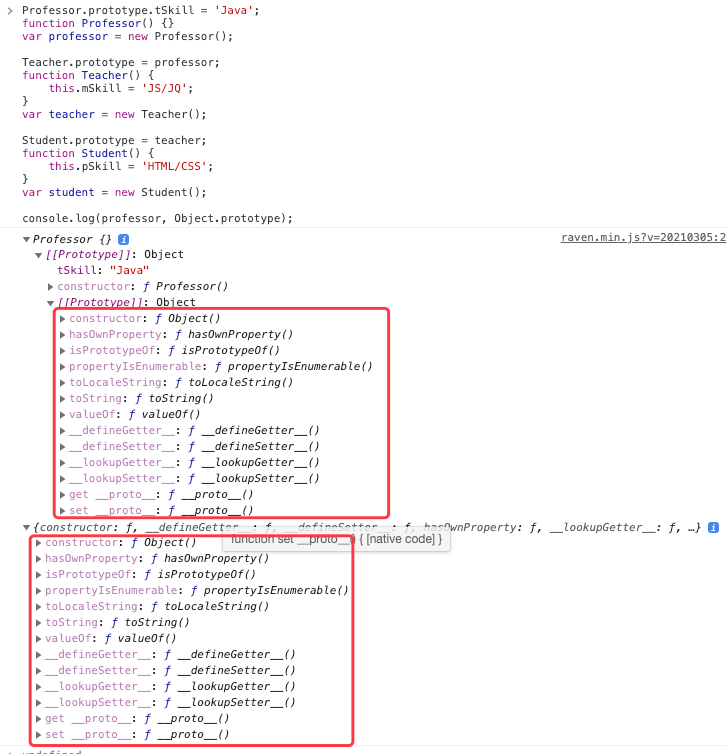 > Professor.prototype.tSkill = 'Java';
function Professor() {}
var professor = new Professor();
Teacher.prototype = professor;
function Teacher() {
    this.mSkill = 'JS/JQ';
}
var teacher = new Teacher();
Student.prototype = teacher;
function Student() {
    this.pSkill = 'HTML/CSS';
}
var student = new Student();
console.log(professor, Object.prototype);
raven.min.js?v=20210305:2
▼Professor {} i
▼[[Prototype]]: Object
tSkill: "Java"
▶constructor: ƒ Professor()
▼[[Prototype]]: Object
▶constructor: ƒ Object()
▶hasOwnProperty: ƒ hasOwnProperty()
▶isPrototypeOf: ƒ isPrototypeOf()
▶propertyIsEnumerable: ƒ propertyIsEnumerable()
▶toLocaleString: ƒ toLocaleString()
▶toString: ƒ toString()
▶valueOf: ƒ valueOf()
▶__defineGetter__: ƒ __defineGetter__()
▶__defineSetter__: ƒ __defineSetter__()
▶__lookupGetter__: ƒ __lookupGetter__()
▶__lookupSetter__: ƒ __lookupSetter__()
▶get __proto__: ƒ __proto__()
▶set __proto__: ƒ __proto__()
▼{constructor: ƒ, __defineGetter__: ƒ, __defineSetter__: ƒ, hasOwnProperty: ƒ, __lookupGetter__: ƒ, …} i
function set __proto__() { [native code] }
▶constructor: ƒ Object()
▶hasOwnProperty: ƒ hasOwnProperty()
▶isPrototypeOf: ƒ isPrototypeOf()
▶propertyIsEnumerable: ƒ propertyIsEnumerable()
▶toLocaleString: ƒ toLocaleString()
▶toString: ƒ toString()
▶valueOf: ƒ valueOf()
▶__defineGetter__: ƒ __defineGetter__()
▶__defineSetter__: ƒ __defineSetter__()
▶__lookupGetter__: ƒ __lookupGetter__()
▶__lookupSetter__: ƒ __lookupSetter__()
▶get __proto__: ƒ __proto__()
▶set __proto__: ƒ __proto__()